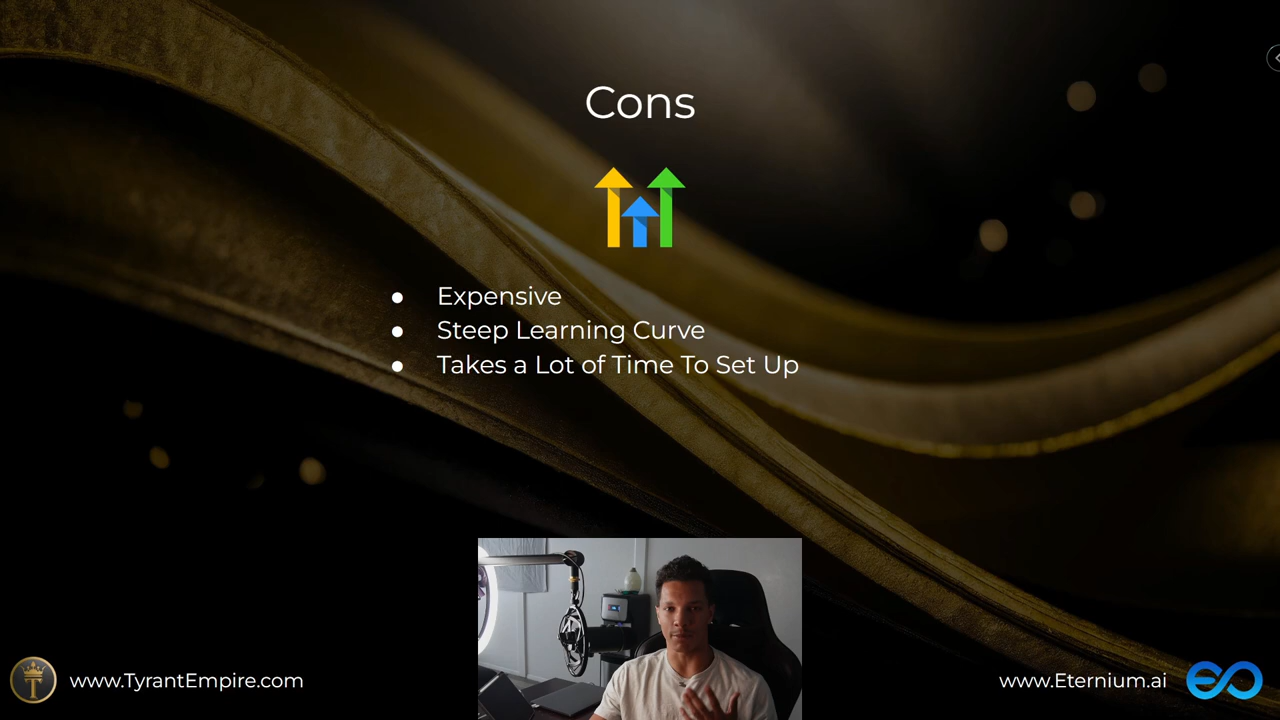 Cons
● Expensive
● Steep Learning Curve
● Takes a Lot of Time To Set Up
T www.TyrantEmpire.com
www.Eternium.ai